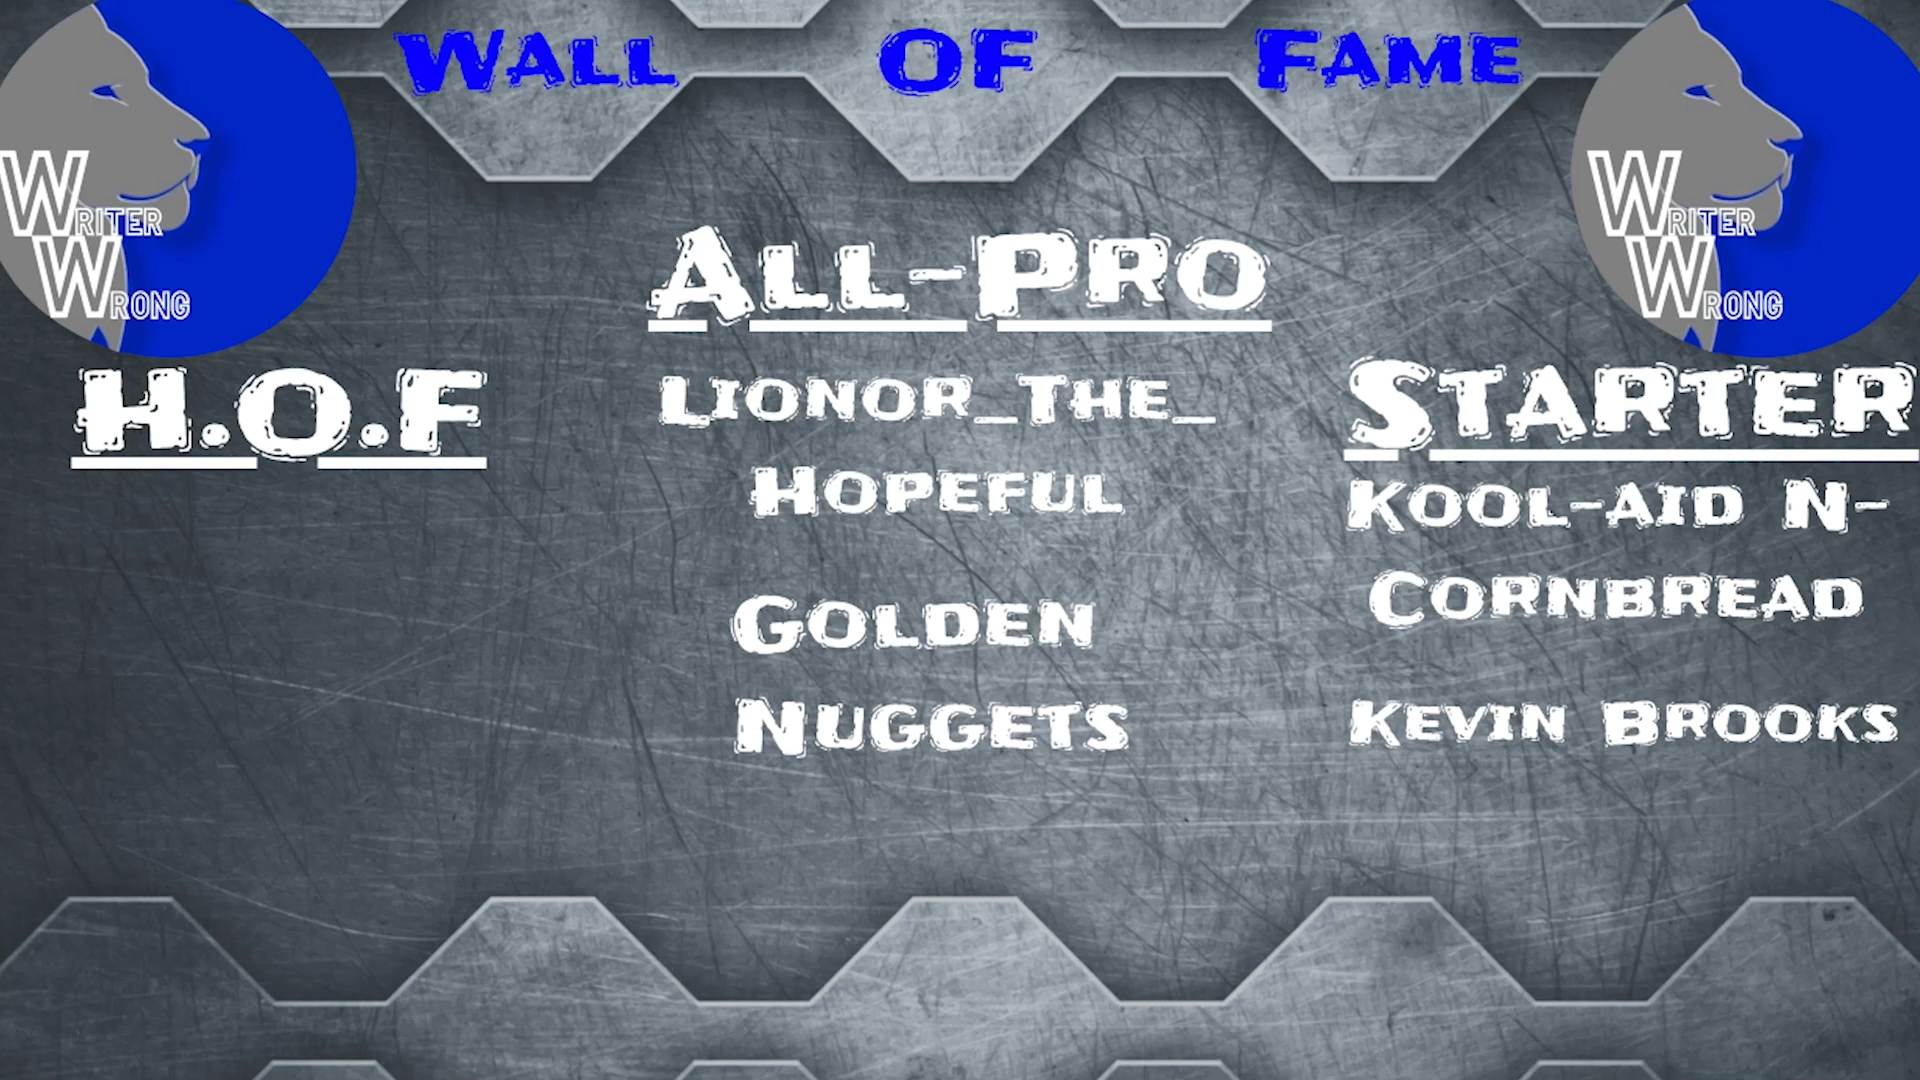 Wall of Fame
Writer
Wrong
Writer
Wrong
All-Pro
Lionor_The_
Hopeful
Golden
Nuggets
H.O.F
Starter
Kool-aid N-
Cornbread
Kevin Brooks